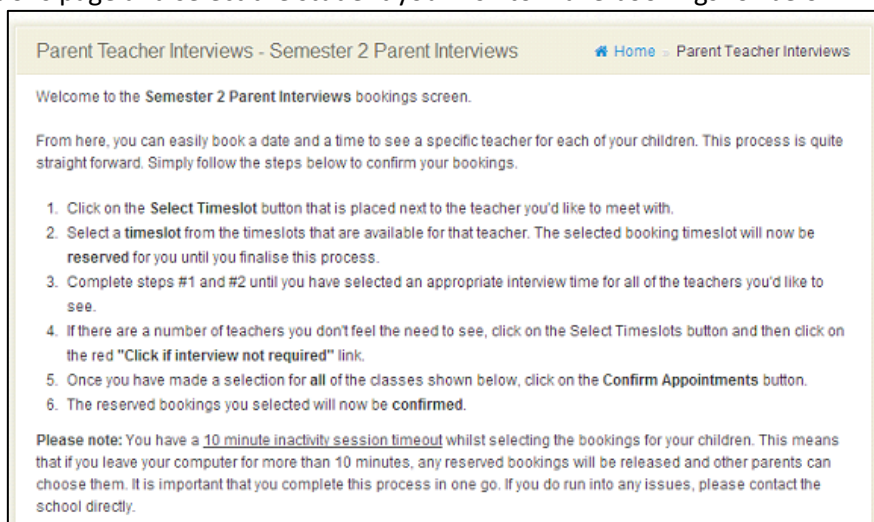 Parent Teacher Interviews - Semester 2 Parent Interviews
Home » Parent Teacher Interviews
Welcome to the Semester 2 Parent Interviews bookings screen.
From here, you can easily book a date and a time to see a specific teacher for each of your children. This process is quite
straight forward. Simply follow the steps below to confirm your bookings.
1. Click on the Select Timeslot button that is placed next to the teacher you'd like to meet with.
2. Select a timeslot from the timeslots that are available for that teacher. The selected booking timeslot will now be
reserved for you until you finalise this process.
3. Complete steps #1 and #2 until you have selected an appropriate interview time for all of the teachers you'd like to
see.
4. If there are a number of teachers you don't feel the need to see, click on the Select Timeslots button and then click on
the red "Click if interview not required" link.
5. Once you have made a selection for all of the classes shown below, click on the Confirm Appointments button.
6. The reserved bookings you selected will now be confirmed.
Please note: You have a 10 minute inactivity session timeout whilst selecting the bookings for your children. This means
that if you leave your computer for more than 10 minutes, any reserved bookings will be released and other parents can
choose them. It is important that you complete this process in one go. If you do run into any issues, please contact the
school directly.